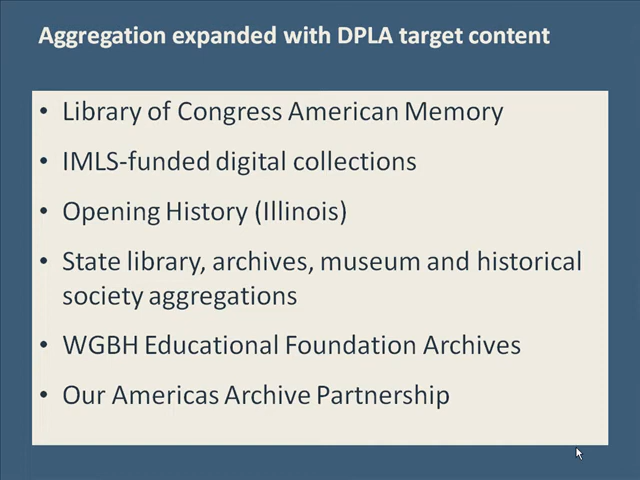 Aggregation expanded with DPLA target content
• Library of Congress American Memory
• IMLS-funded digital collections
• Opening History (Illinois)
• State library, archives, museum and historical
society aggregations
• WGBH Educational Foundation Archives
• Our Americas Archive Partnership